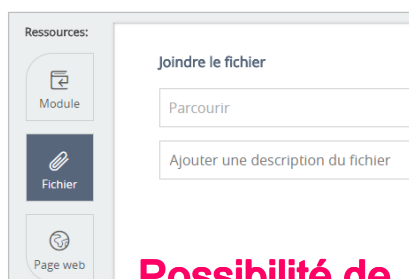 Ressources:
Module
Fichier
Page web
Joindre le fichier
Parcourir
Ajouter une description du fichier
Possibilité de